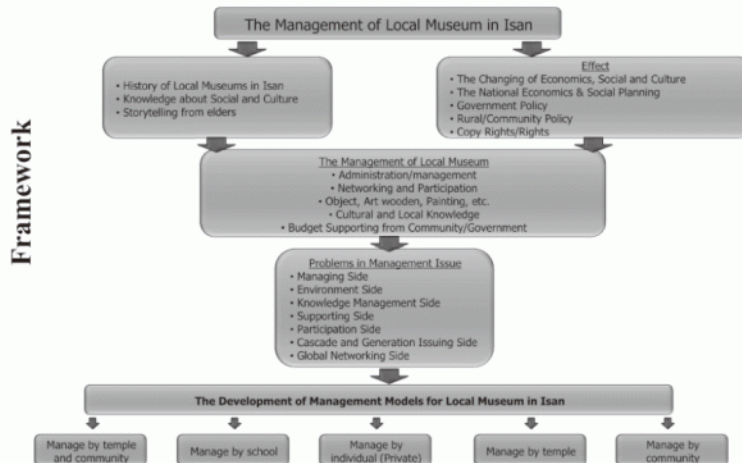 The Management of Local Museum in Isan
Framework
• History of Local Museums in Isan
• Knowledge about Social and Culture
• Storytelling from elders
Effect
• The Changing of Economics, Social and Culture
• The National Economics & Social Planning
• Government Policy
• Rural/Community Policy
• Copy Rights/Rights
The Management of Local Museum
• Administration/management
• Networking and Participation
• Object, Art wooden, Painting, etc.
• Cultural and Local Knowledge
• Budget Supporting from Community/Government
Problems in Management Issue
• Managing Side
• Environment Side
• Knowledge Management Side
• Supporting Side
• Participation Side
• Cascade and Generation Issuing Side
• Global Networking Side
The Development of Management Models for Local Museum in Isan
Manage by temple
and community
Manage by school
Manage by
individual (Private)
Manage by temple
Manage by
community